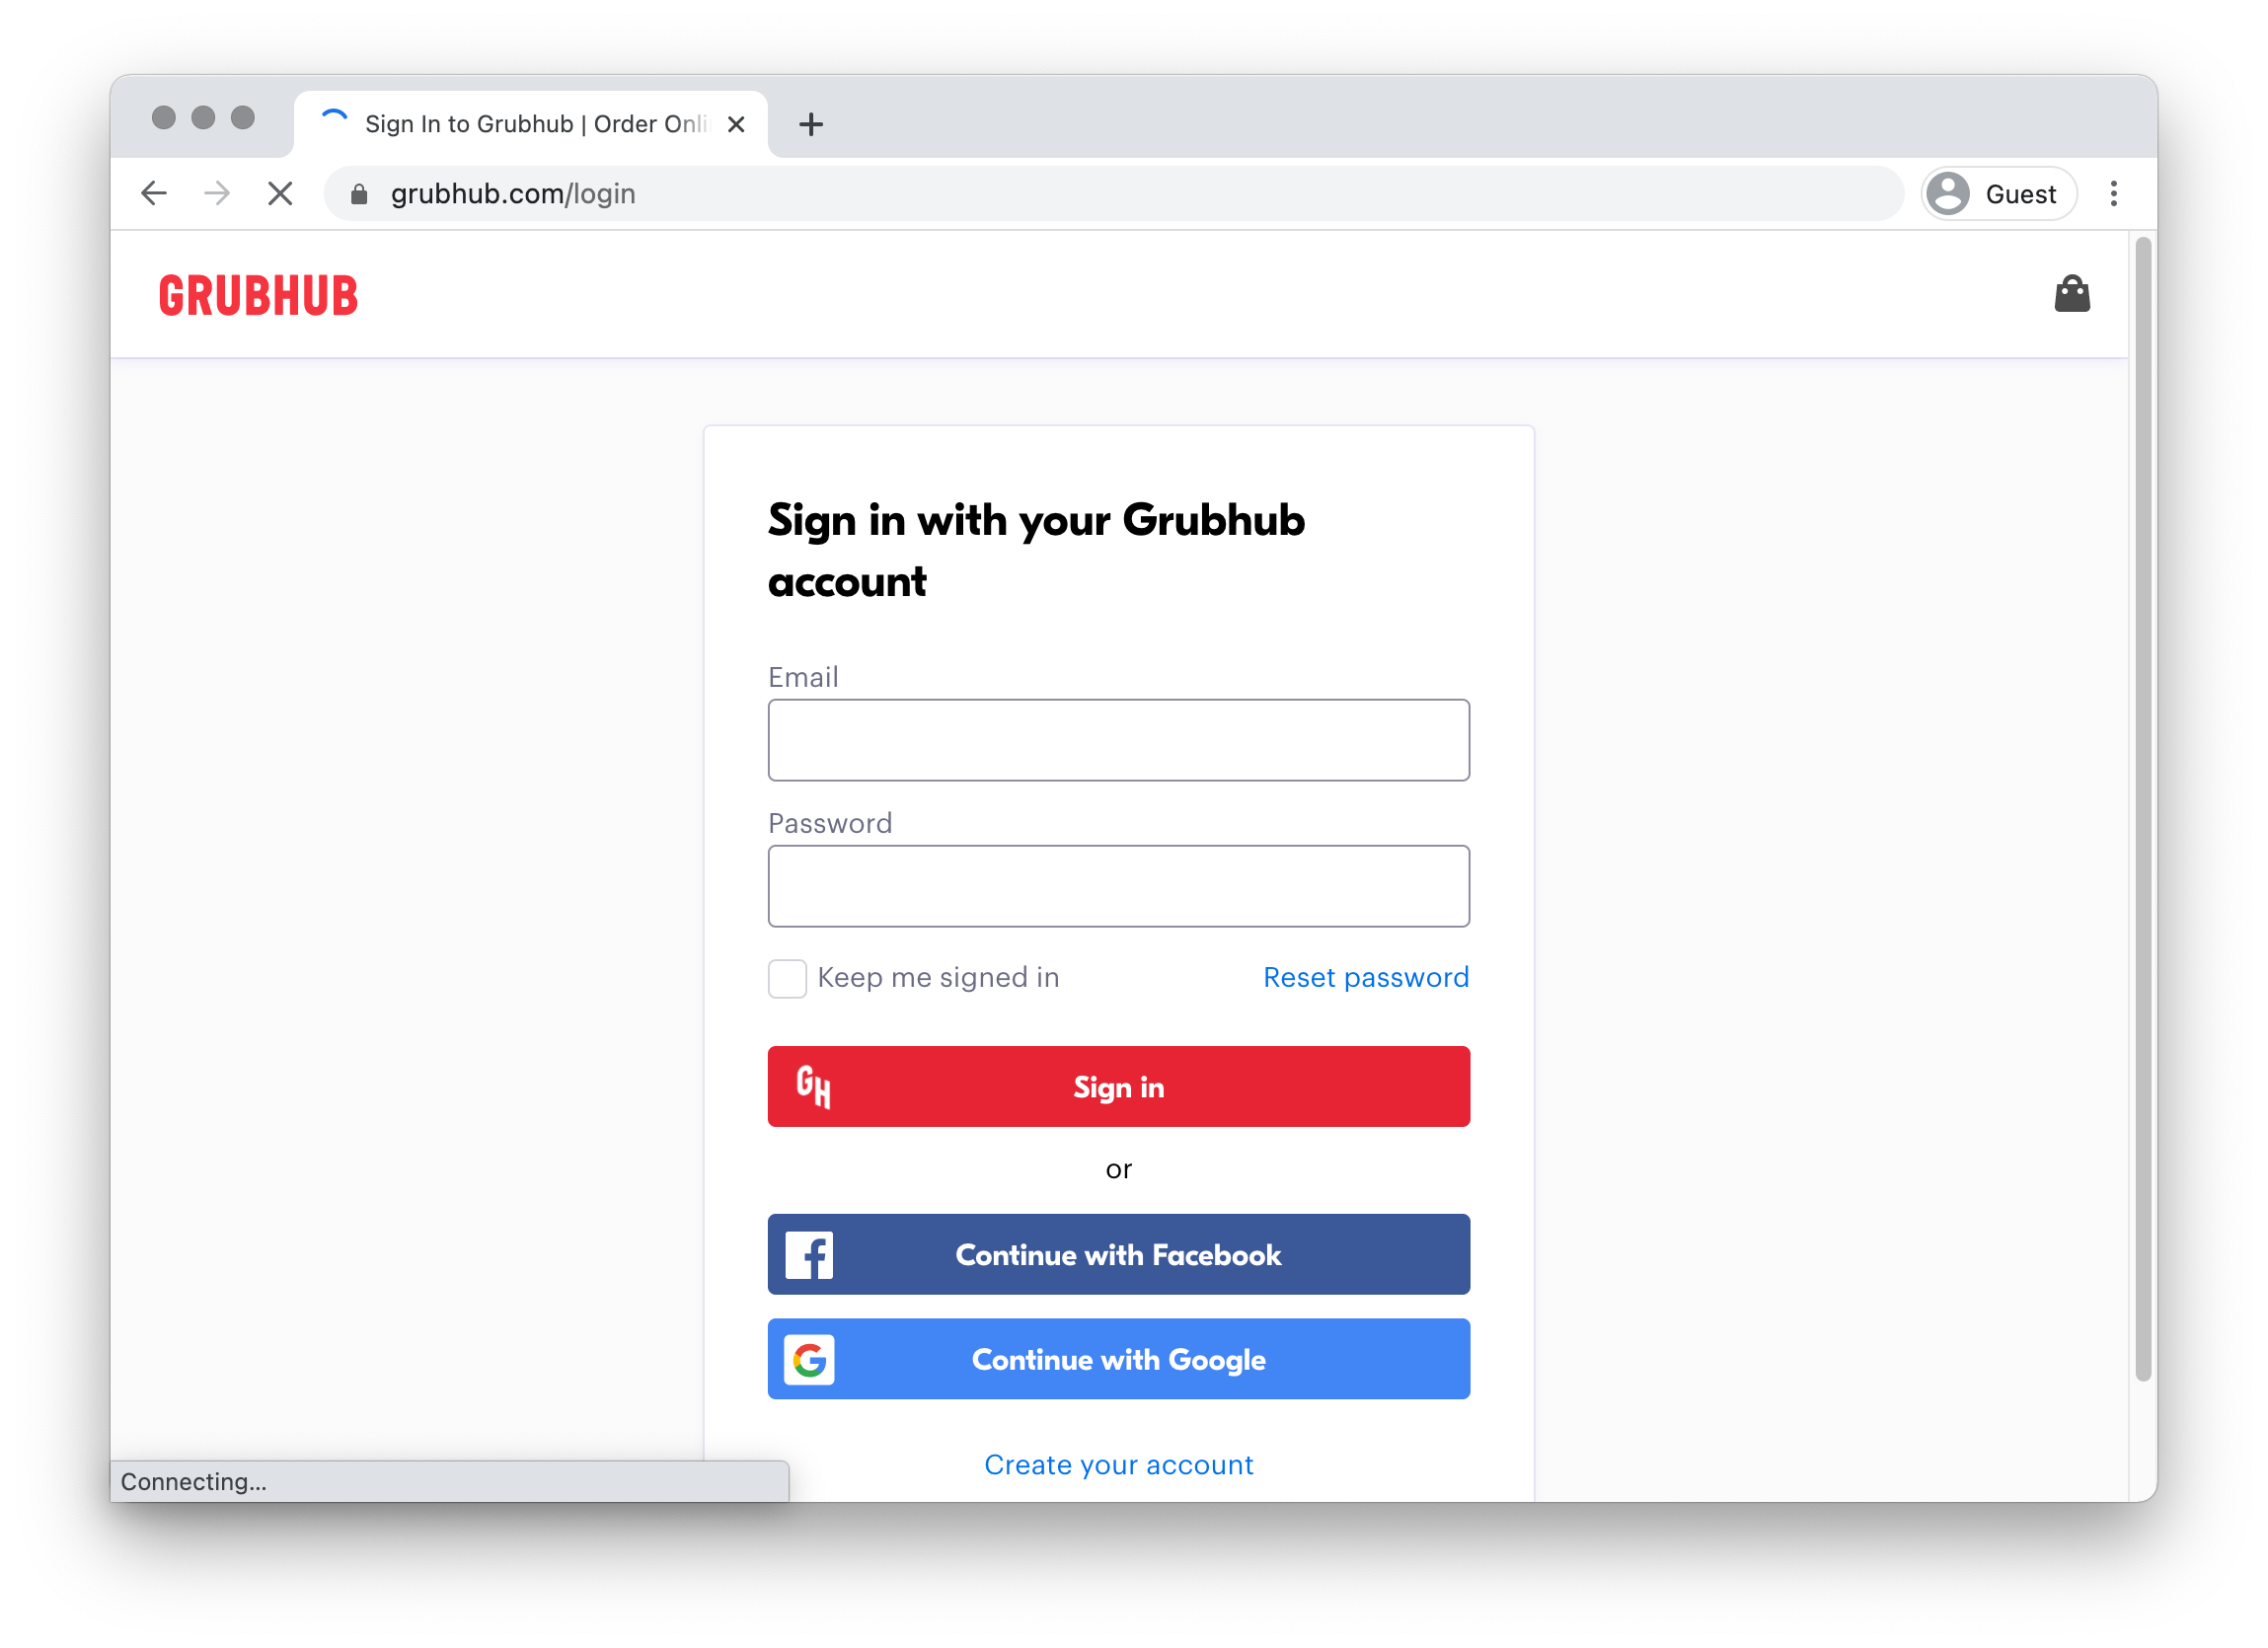 Sign In to Grubhub | Order Onli
grubhub.com/login
Guest
GRUBHUB
Sign in with your Grubhub
account
Email
Password
Keep me signed in
Reset password
GH
Sign in
or
Continue with Facebook
Continue with Google
Create your account
Connecting...